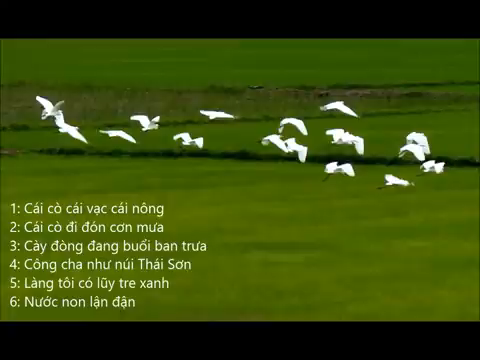 1: Cái cò cái vạc cái nông
2: Cái cò đi đón cơn mưa
3: Cày đòng đang buổi ban trưa
4: Công cha như núi Thái Sơn
5: Làng tôi có lũy tre xanh
6: Nước non lận đận